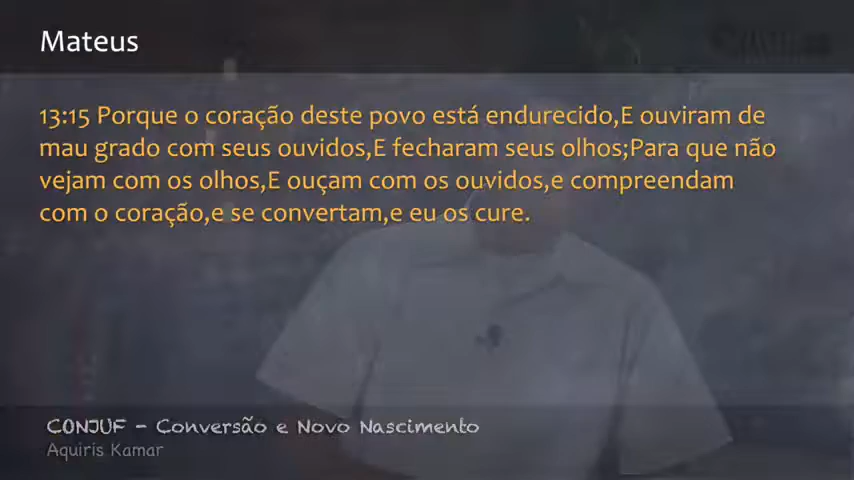 Mateus
13:15 Porque o coração deste povo está endurecido,E ouviram de
mau grado com seus ouvidos,E fecharam seus olhos;Para que não
vejam com os olhos,E ouçam com os ouvidos,e compreendam
com o coração,e se convertam,e eu os cure.
CONJUF - Conversão e Novo Nascimento
Aquiris Kamar